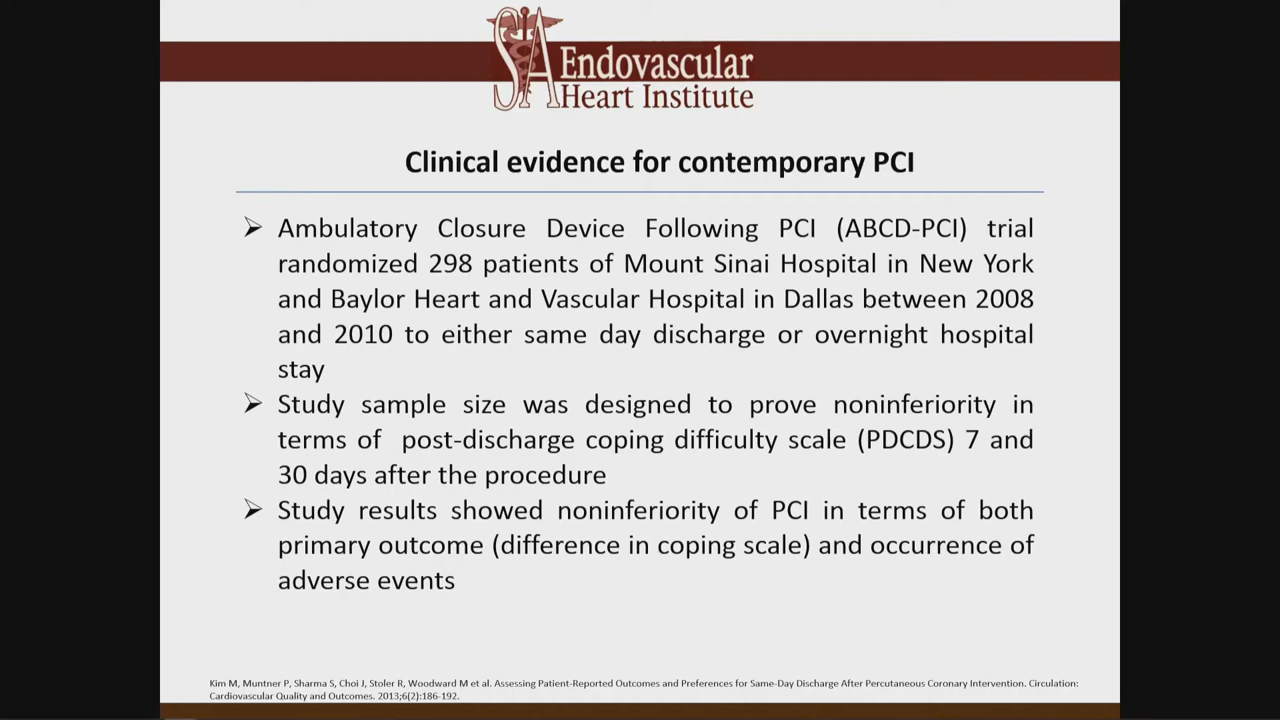 SA Endovascular
Heart Institute
Clinical evidence for contemporary PCI
➢ Ambulatory Closure Device Following PCI (ABCD-PCI) trial
randomized 298 patients of Mount Sinai Hospital in New York
and Baylor Heart and Vascular Hospital in Dallas between 2008
and 2010 to either same day discharge or overnight hospital
stay
➢ Study sample size was designed to prove noninferiority in
terms of post-discharge coping difficulty scale (PDCDS) 7 and
30 days after the procedure
➢ Study results showed noninferiority of PCI in terms of both
primary outcome (difference in coping scale) and occurrence of
adverse events
Kim M, Muntner P, Sharma S, Choi J, Stoler R, Woodward M et al. Assessing Patient-Reported Outcomes and Preferences for Same-Day Discharge After Percutaneous Coronary Intervention. Circulation:
Cardiovascular Quality and Outcomes. 2013;6(2):186-192.